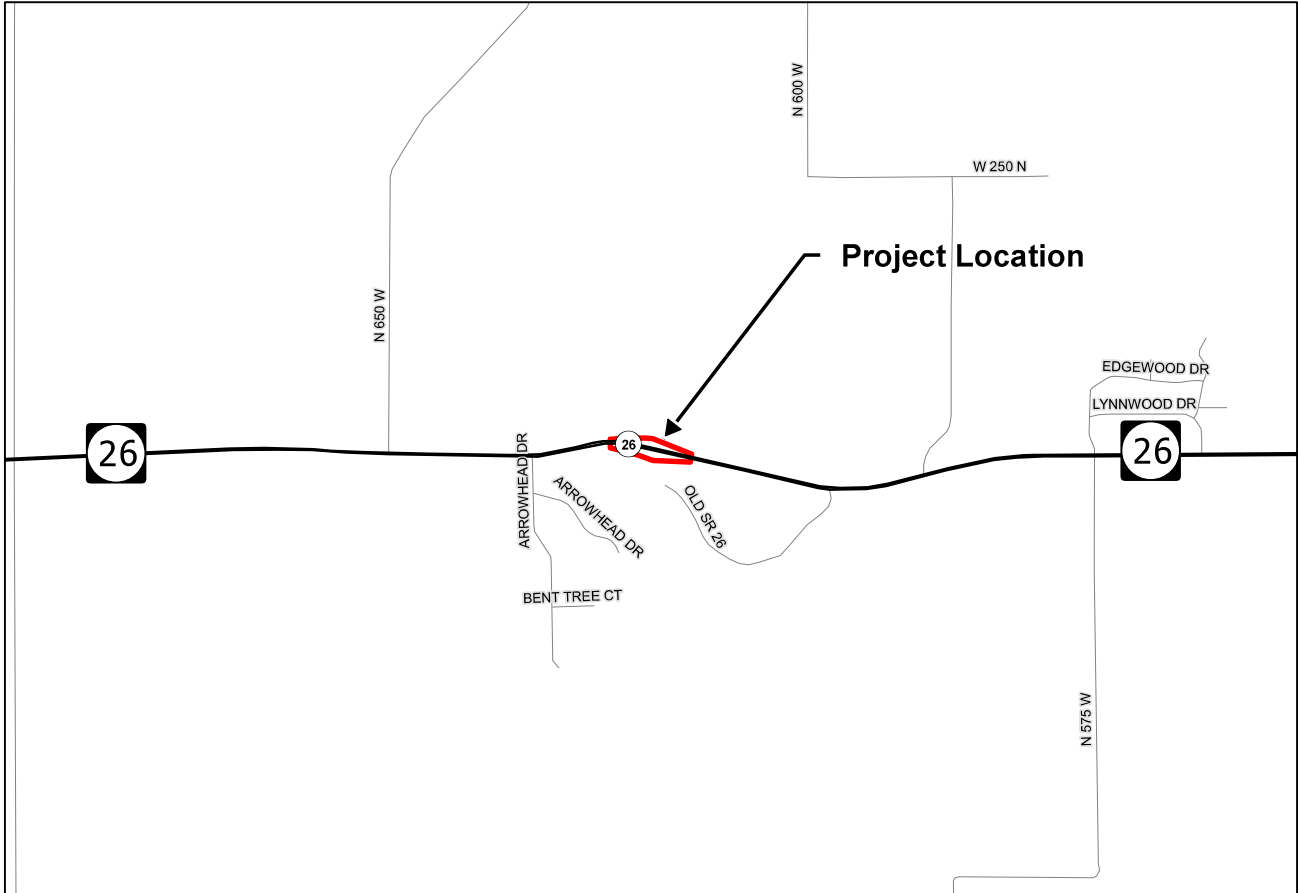 N 600 W
W 250 N
Project Location
N 650 W
EDGEWOOD DR
LYNNWOOD DR
26
26
26
ARROWHEAD DR
ARROWHEAD DR
OLD SR 26
BENT TREE CT
N 575 W